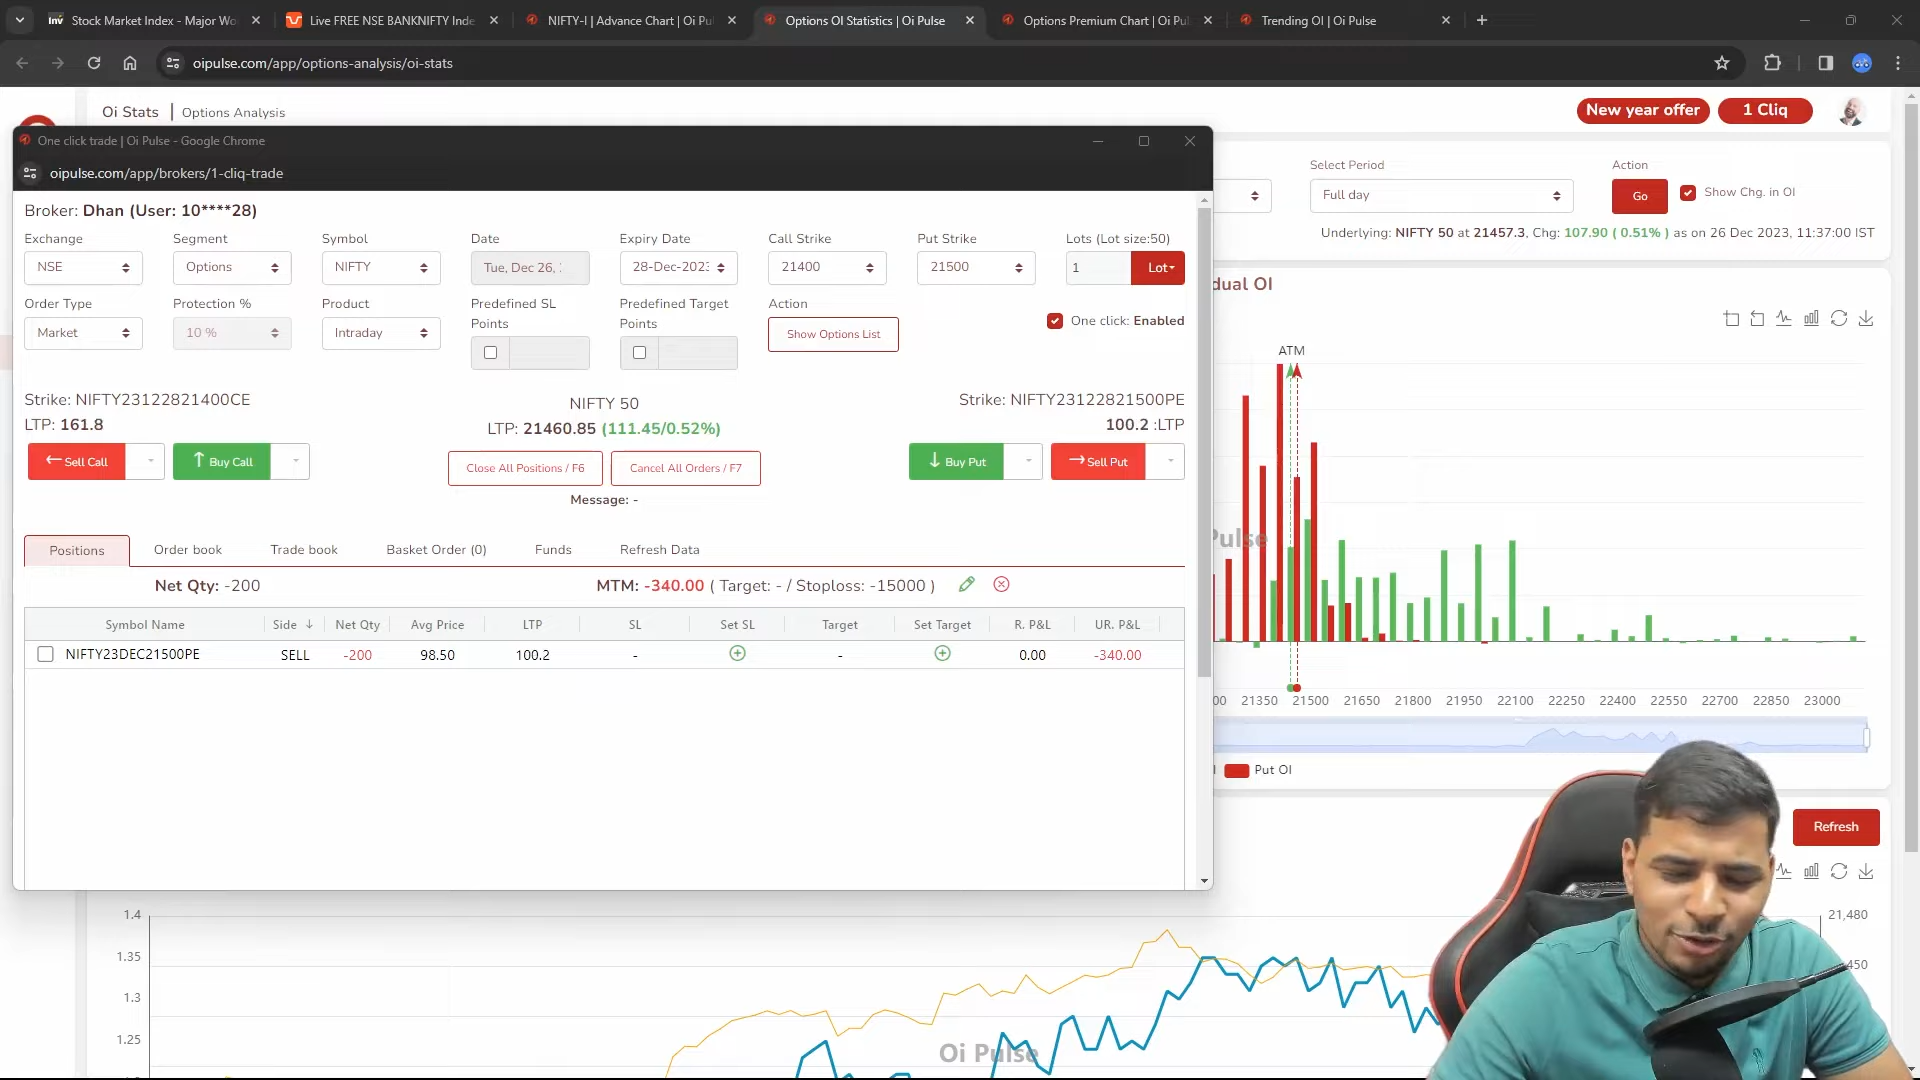 Stock Market Index - Major Wo
Live FREE NSE BANKNIFTY Inde
NIFTY-I | Advance Chart | Oi Pu
Options OI Statistics | Oi Pulse
Options Premium Chart | Oi Pul
Trending OI | Oi Pulse
oipulse.com/app/options-analysis/oi-stats
Oi Stats | Options Analysis
New year offer
1 Cliq
One click trade | Oi Pulse - Google Chrome
oipulse.com/app/brokers/1-cliq-trade
Select Period
Action
Full day
Go
Show Chg. in OI
Underlying: NIFTY 50 at 21457.3, Chg: 107.90 ( 0.51% ) as on 26 Dec 2023, 11:37:00 IST
Broker: Dhan (User: 10****28)
Exchange Segment Symbol Date Expiry Date Call Strike Put Strike Lots (Lot size:50)
NSE Options NIFTY Tue, Dec 26, 28-Dec-2023 21400 21500 1 Lot
Order Type Protection % Product Predefined SL Points Predefined Target Points Action
Market 10 % Intraday Show Options List
One click: Enabled
Strike: NIFTY23122821400CE
LTP: 161.8
Sell Call
Buy Call
NIFTY 50
LTP: 21460.85 (111.45/0.52%)
Close All Positions / F6
Cancel All Orders / F7
Message: -
Strike: NIFTY23122821500PE
100.2 :LTP
Buy Put
Sell Put
Positions Order book Trade book Basket Order (0) Funds Refresh Data
Net Qty: -200
MTM: -340.00 ( Target: - / Stoploss: -15000 )
Symbol Name Side Net Qty Avg Price LTP SL Set SL Target Set Target R. P&L UR. P&L
NIFTY23DEC21500PE SELL -200 98.50 100.2 - - 0.00 -340.00
dual OI
ATM
Pulse
00 21350 21500 21650 21800 21950 22100 22250 22400 22550 22700 22850 23000
Put OI
Refresh
1.4
1.35
1.3
1.25
21,480
450
Oi Pulse